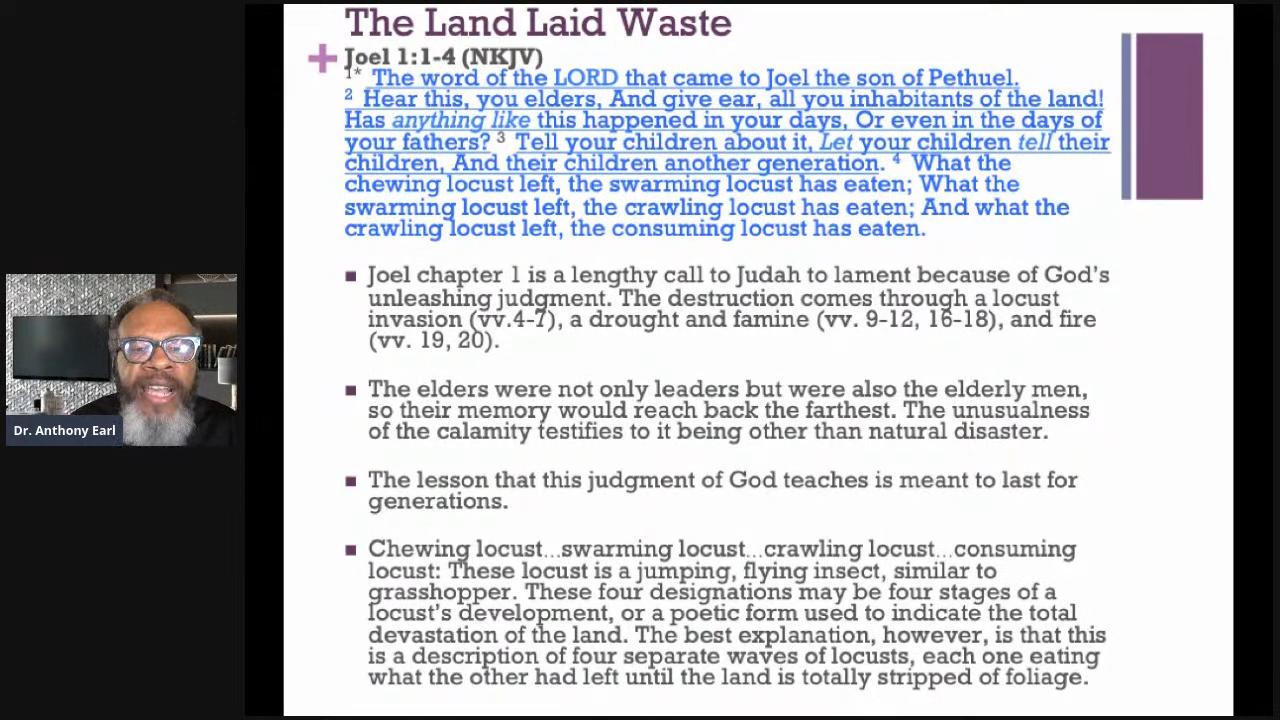 The Land Laid Waste
+ Joel 1:1-4 (NKJV)
1* The word of the LORD that came to Joel the son of Pethuel.
2 Hear this, you elders, And give ear, all you inhabitants of the land!
Has anything like this happened in your days, Or even in the days of
your fathers? 3 Tell your children about it, Let your children tell their
children, And their children another generation. 4 What the
chewing locust left, the swarming locust has eaten; What the
swarming locust left, the crawling locust has eaten; And what the
crawling locust left, the consuming locust has eaten.
■ Joel chapter 1 is a lengthy call to Judah to lament because of God's
unleashing judgment. The destruction comes through a locust
invasion (vv.4-7), a drought and famine (vv. 9-12, 16-18), and fire
(vv. 19, 20).
■ The elders were not only leaders but were also the elderly men,
so their memory would reach back the farthest. The unusualness
of the calamity testifies to it being other than natural disaster.
■ The lesson that this judgment of God teaches is meant to last for
generations.
■ Chewing locust...swarming locust...crawling locust...consuming
locust: These locust is a jumping, flying insect, similar to
grasshopper. These four designations may be four stages of a
locust's development, or a poetic form used to indicate the total
devastation of the land. The best explanation, however, is that this
is a description of four separate waves of locusts, each one eating
what the other had left until the land is totally stripped of foliage.
Dr. Anthony Earl